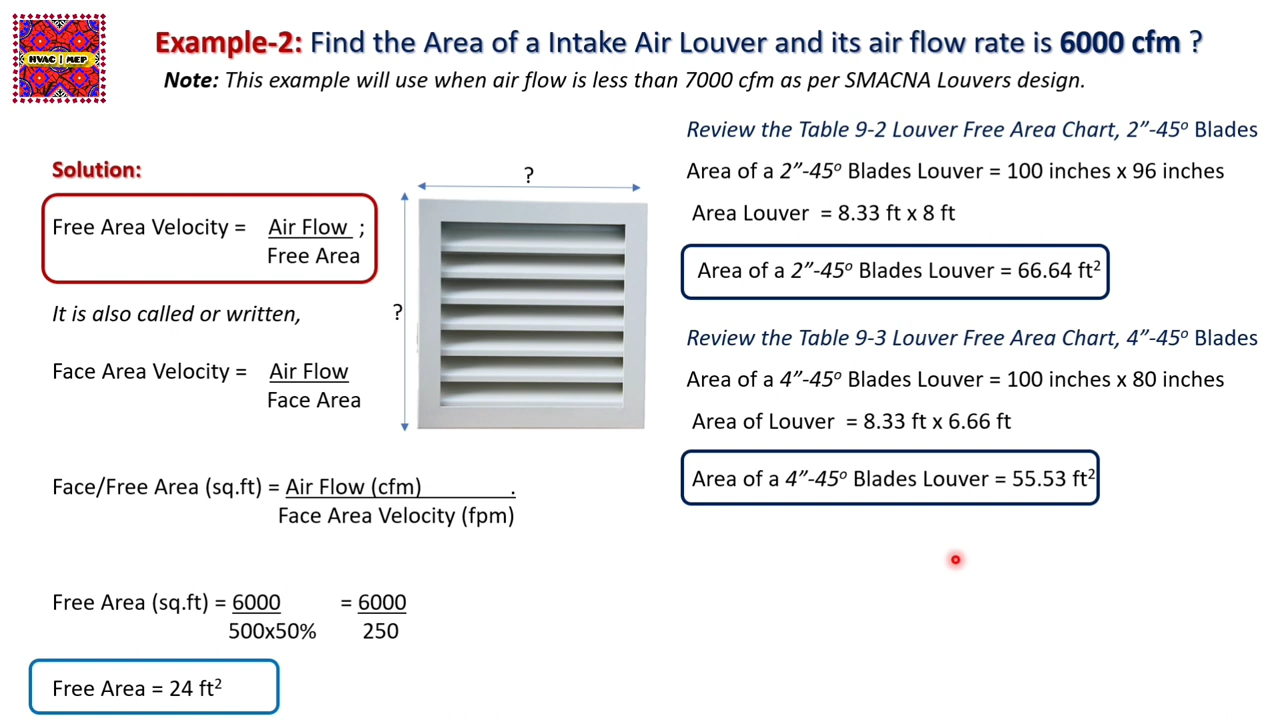 HVAC | MEP
Example-2: Find the Area of a Intake Air Louver and its air flow rate is 6000 cfm ?
Note: This example will use when air flow is less than 7000 cfm as per SMACNA Louvers design.
Solution:
Free Area Velocity = Air Flow ;
Free Area
It is also called or written,
Face Area Velocity = Air Flow
Face Area
Face/Free Area (sq.ft) = Air Flow (cfm) .
Face Area Velocity (fpm)
Free Area (sq.ft) = 6000 = 6000
500x50% 250
Free Area = 24 ft²
?
?
Review the Table 9-2 Louver Free Area Chart, 2”-45º Blades
Area of a 2”-45º Blades Louver = 100 inches x 96 inches
Area Louver = 8.33 ft x 8 ft
Area of a 2”-45º Blades Louver = 66.64 ft²
Review the Table 9-3 Louver Free Area Chart, 4”-45º Blades
Area of a 4”-45º Blades Louver = 100 inches x 80 inches
Area of Louver = 8.33 ft x 6.66 ft
Area of a 4”-45º Blades Louver = 55.53 ft²